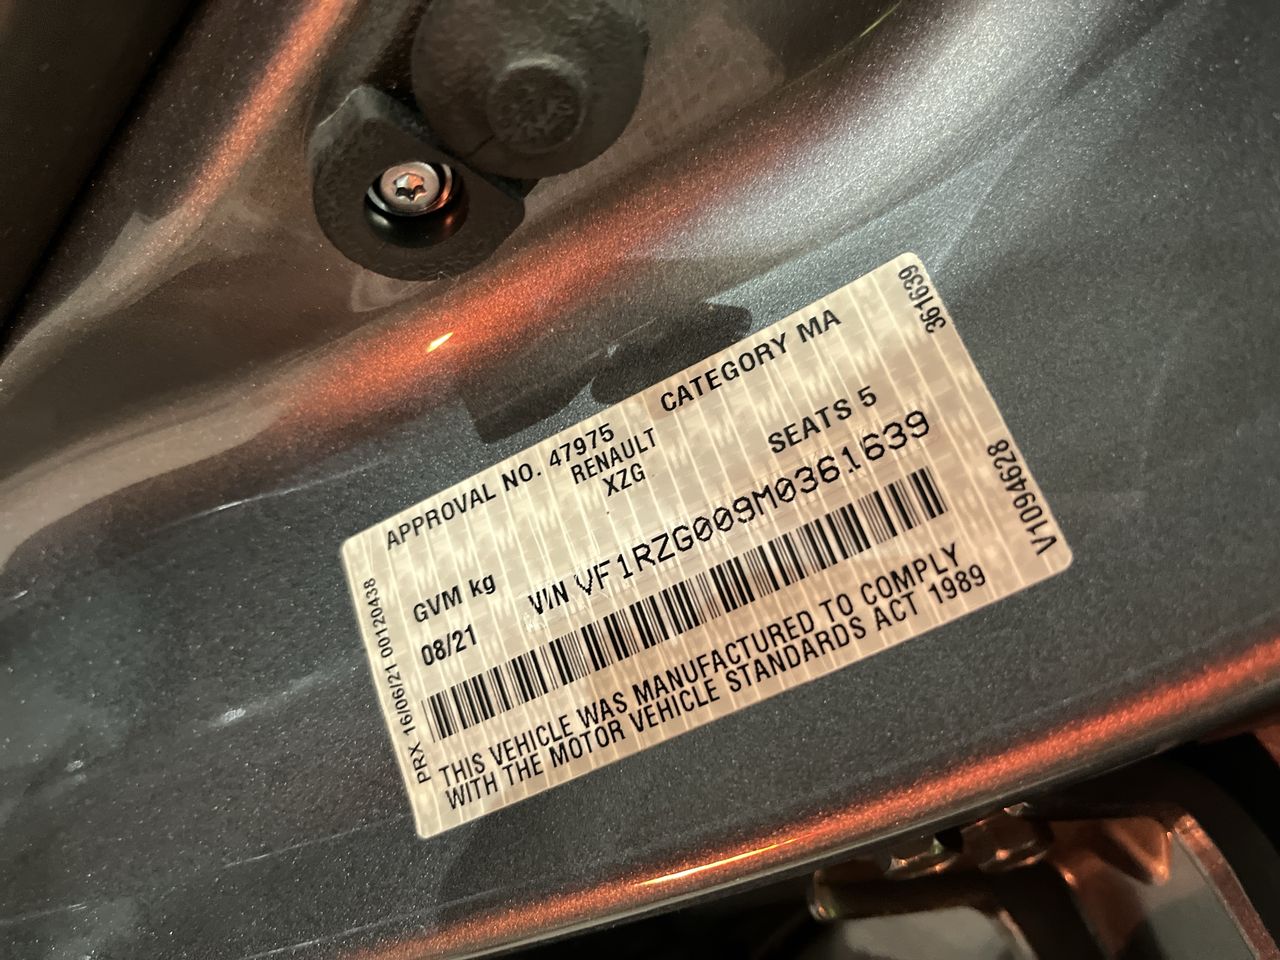 APPROVAL NO. 47975
CATEGORY MA
RENAULT
XZG
SEATS 5
GVM kg
VIN VF1RZG009M0361639
08/21
THIS VEHICLE WAS MANUFACTURED TO COMPLY
WITH THE MOTOR VEHICLE STANDARDS ACT 1989
PRX 16/06/21 00120438
361639
V1094628